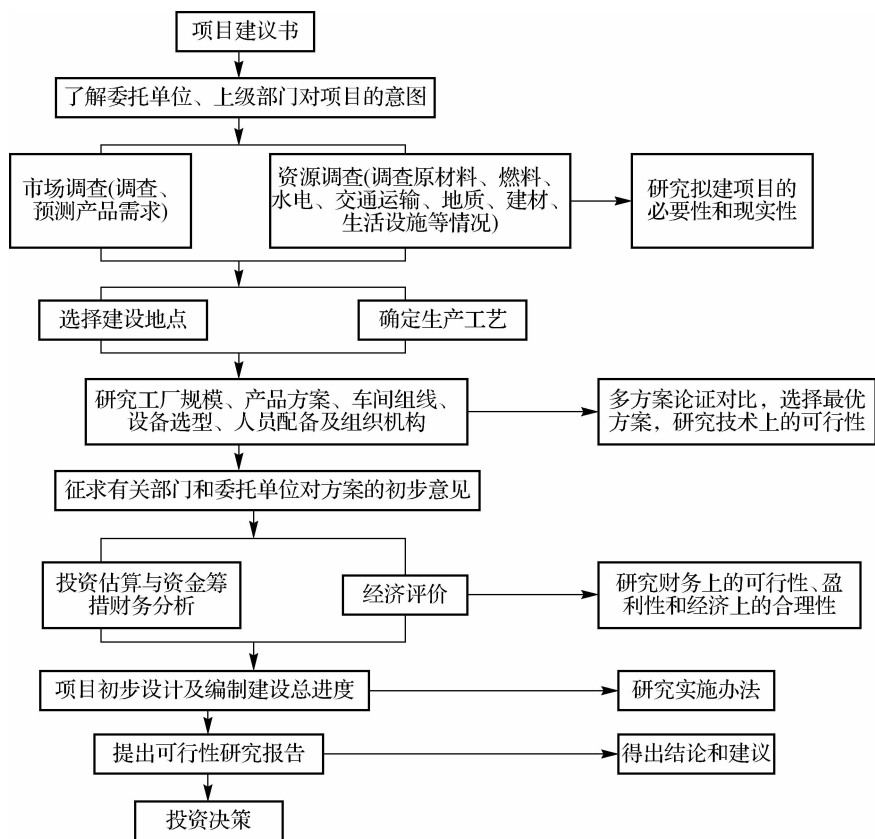 项目建议书
了解委托单位、上级部门对项目的意图
市场调查(调查、
预测产品需求)
资源调查(调查原材料、燃料、
水电、交通运输、地质、建材、
生活设施等情况)
研究拟建项目的
必要性和现实性
选择建设地点
确定生产工艺
研究工厂规模、产品方案、车间组线、
设备选型、人员配备及组织机构
多方案论证对比，选择最优
方案，研究技术上的可行性
征求有关部门和委托单位对方案的初步意见
投资估算与资金筹
措财务分析
经济评价
研究财务上的可行性、盈
利性和经济上的合理性
项目初步设计及编制建设总进度
研究实施办法
提出可行性研究报告
得出结论和建议
投资决策